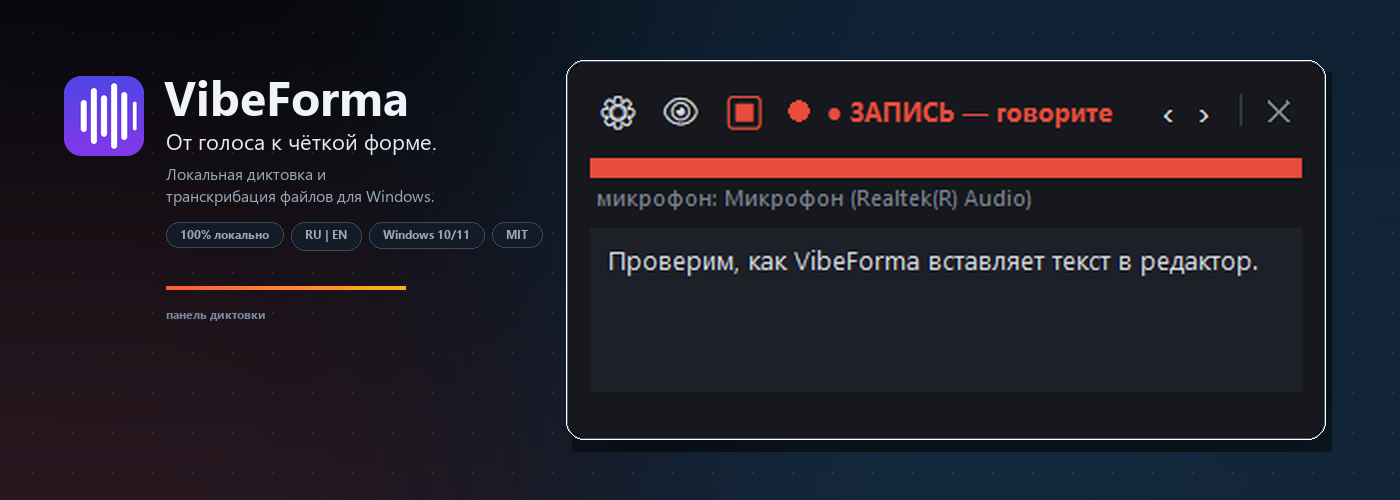 VibeForma
От голоса к чёткой форме.
Локальная диктовка и
транскрибация файлов для Windows.
100% локально
RU | EN
Windows 10/11
MIT
панель диктовки
● ЗАПИСЬ — говорите
микрофон: Микрофон (Realtek(R) Audio)
Проверим, как VibeForma вставляет текст в редактор.